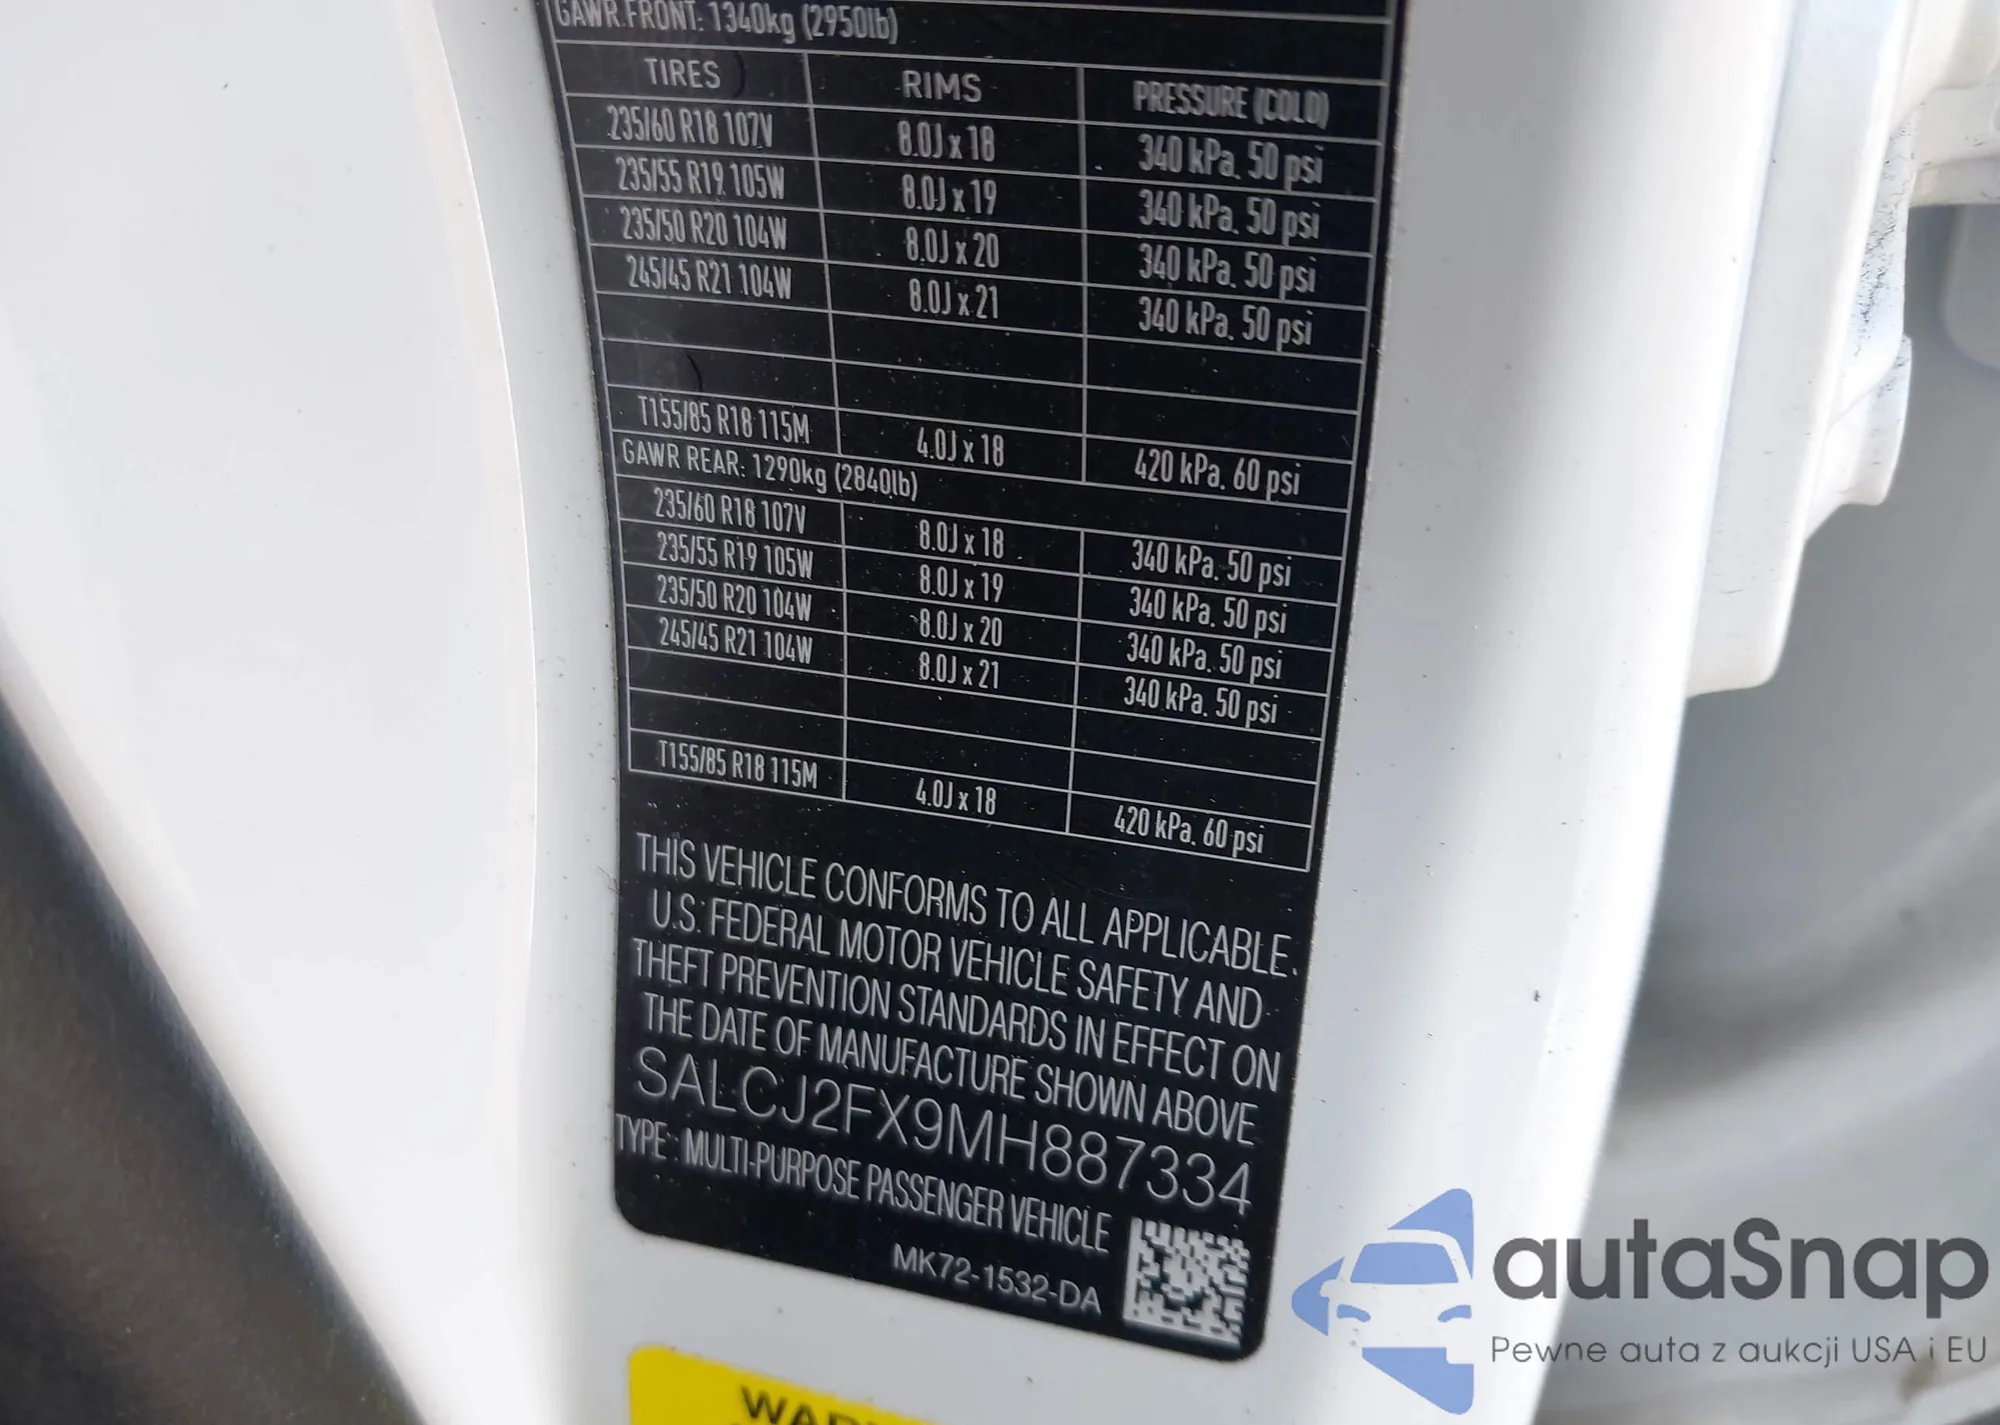 GAWR.FRONT: 1340kg (2950lb)
TIRES RIMS PRESSURE (COLD)
235/60 R18 107V 8.0J x 18 340 kPa. 50 psi
235/55 R19 105W 8.0J x 19 340 kPa. 50 psi
235/50 R20 104W 8.0J x 20 340 kPa. 50 psi
245/45 R21 104W 8.0J x 21 340 kPa. 50 psi
T155/85 R18 115M 4.0J x 18 420 kPa. 60 psi
GAWR REAR: 1290kg (2840lb)
235/60 R18 107V 8.0J x 18 340 kPa. 50 psi
235/55 R19 105W 8.0J x 19 340 kPa. 50 psi
235/50 R20 104W 8.0J x 20 340 kPa. 50 psi
245/45 R21 104W 8.0J x 21 340 kPa. 50 psi
T155/85 R18 115M 4.0J x 18 420 kPa. 60 psi
THIS VEHICLE CONFORMS TO ALL APPLICABLE.
U.S. FEDERAL MOTOR VEHICLE SAFETY AND
THEFT PREVENTION STANDARDS IN EFFECT ON
THE DATE OF MANUFACTURE SHOWN ABOVE
SALCJ2FX9MH887334
TYPE: MULTI-PURPOSE PASSENGER VEHICLE
MK72-1532-DA
autaSnap
Pewne auta z aukcji USA i EU